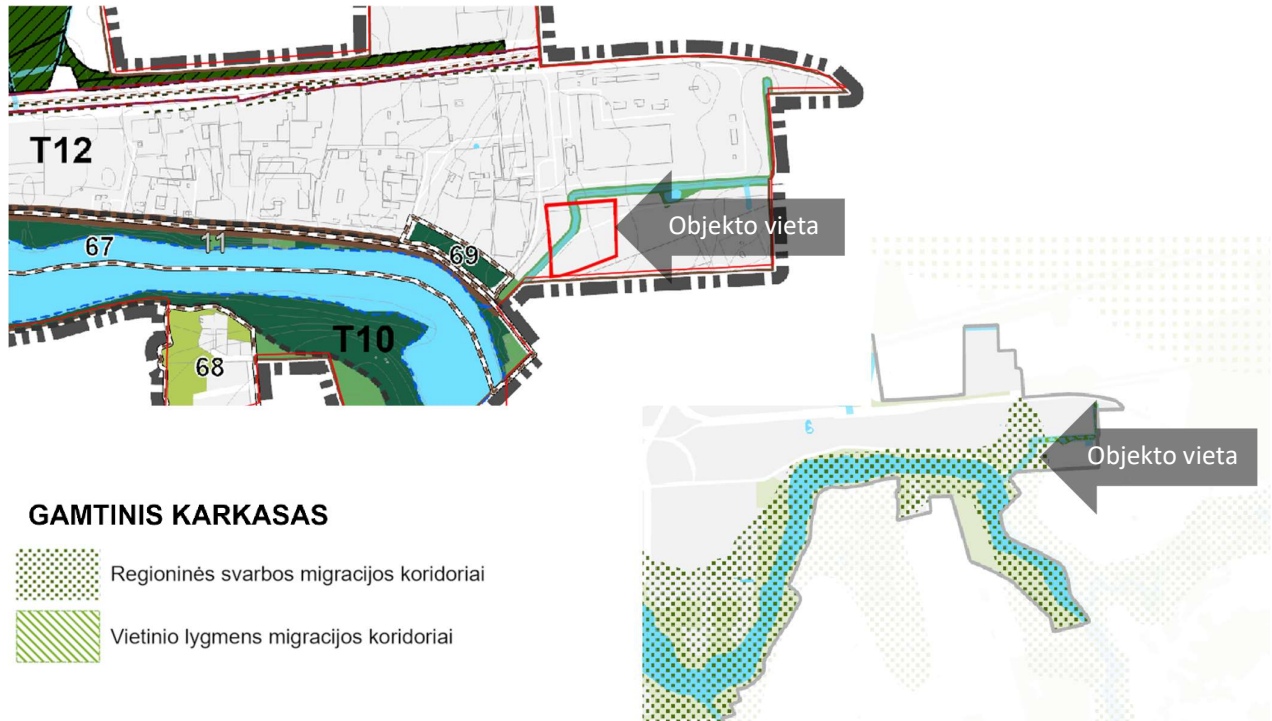 T12
67
11
69
Objekto vieta
T10
68
6
Objekto vieta
GAMTINIS KARKASAS
Regioninės svarbos migracijos koridoriai
Vietinio lygmens migracijos koridoriai